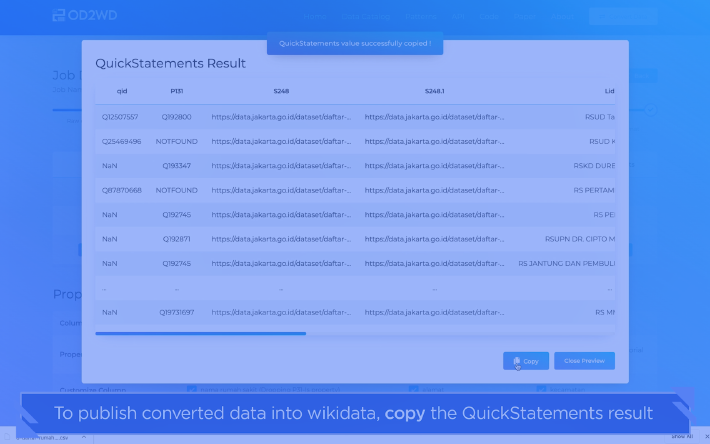 OD2WD
QuickStatements value successfully copied !
QuickStatements Result
qid P131 S248 S248.1 Lid
Q12507557 Q192800 https://data.jakarta.go.id/dataset/daftar-... https://data.jakarta.go.id/dataset/daftar-... RSUD Ta
Q25469496 NOTFOUND https://data.jakarta.go.id/dataset/daftar-... https://data.jakarta.go.id/dataset/daftar-... RSUD K
NaN Q193347 https://data.jakarta.go.id/dataset/daftar-... https://data.jakarta.go.id/dataset/daftar-... RSKD DURE
Q87870668 NOTFOUND https://data.jakarta.go.id/dataset/daftar-... https://data.jakarta.go.id/dataset/daftar-... RS PERTAM
NaN Q192745 https://data.jakarta.go.id/dataset/daftar-... https://data.jakarta.go.id/dataset/daftar-... RS PE
NaN Q192871 https://data.jakarta.go.id/dataset/daftar-... https://data.jakarta.go.id/dataset/daftar-... RSUPN DR. CIPTO M
NaN Q192745 https://data.jakarta.go.id/dataset/daftar-... https://data.jakarta.go.id/dataset/daftar-... RS JANTUNG DAN PEMBUL
... ... ... ... ...
NaN Q19731697 https://data.jakarta.go.id/dataset/daftar-... https://data.jakarta.go.id/dataset/daftar-... RS MH
Copy Close Preview
To publish converted data into wikidata, copy the QuickStatements result
Show All